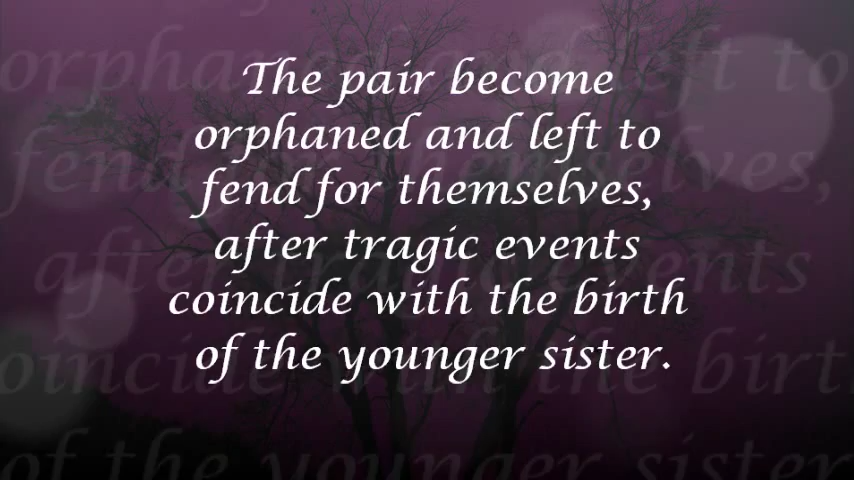 The pair become
orphaned and left to
fend for themselves,
after tragic events
coincide with the birth
of the younger sister.